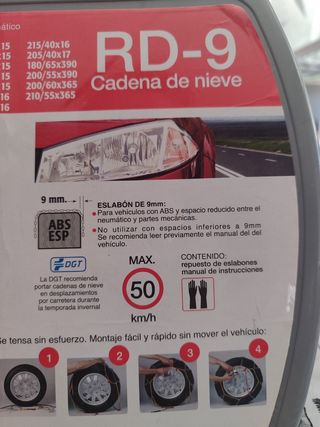 ático
RD-9
Cadena de nieve
15 215/40x16
15 205/40x17
15 180/65x390
15 200/55x390
16 200/60x365
16 210/55x365
16
9 mm.
ABS
ESP
ESLABÓN DE 9mm:
Para vehículos con ABS y espacio reducido entre el
neumático y partes mecánicas.
No utilizar con espacios inferiores a 9mm
Se recomienda leer previamente el manual del del
vehículo.
DGT
La DGT recomienda
portar cadenas de nieve
en desplazamientos
por carretera durante
la temporada invernal
MAX.
50
km/h
CONTENIDO:
repuesto de eslabones
manual de instrucciones
Se tensa sin esfuerzo. Montaje fácil y rápido sin mover el vehículo:
1
2
3
4